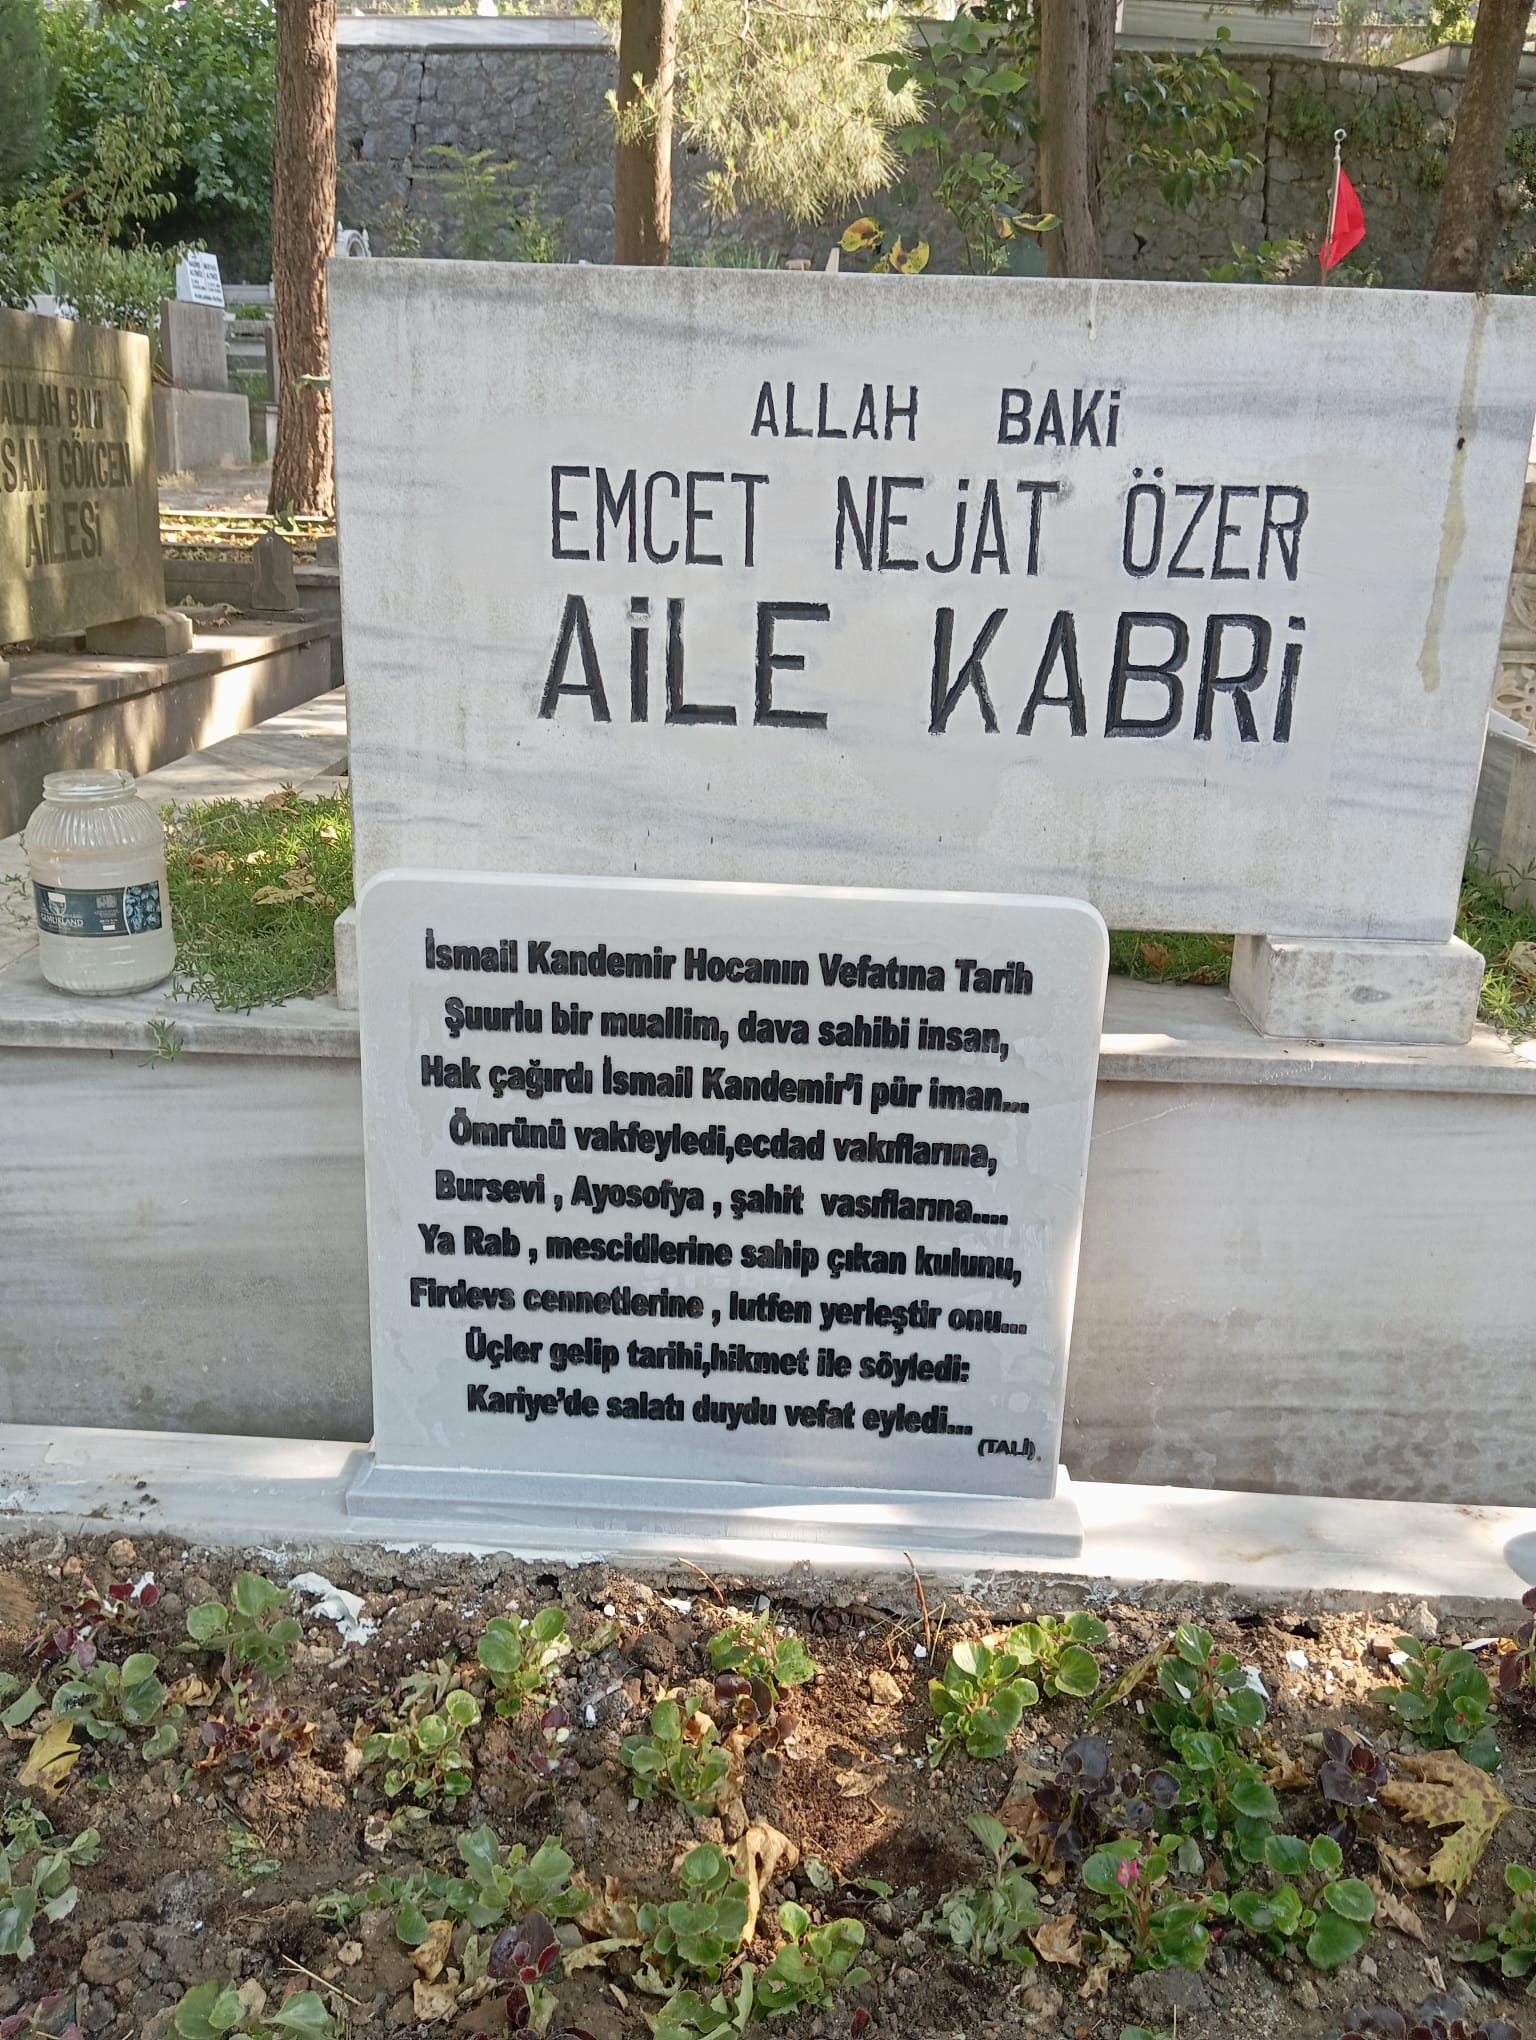 ALLAH BAKİ
EMCET NEJAT ÖZER
AİLE KABRİ
İsmail Kandemir Hocanın Vefatına Tarih
Şuurlu bir muallim, dava sahibi insan,
Hak çağırdı İsmail Kandemir'i pür iman...
Ömrünü vakfeyledi,ecdad vakıflarına,
Bursevi , Ayosofya , şahit vasıflarına....
Ya Rab , mescidlerine sahip çıkan kulunu,
Firdevs cennetlerine , lutfen yerleştir onu...
Üçler gelip tarihi,hikmet ile söyledi:
Kariye'de salatı duydu vefat eyledi...
(TALİ).
ALLAH BAKİ
SAMİ GÖKCEN
AİLESİ
GEMLİKLAND